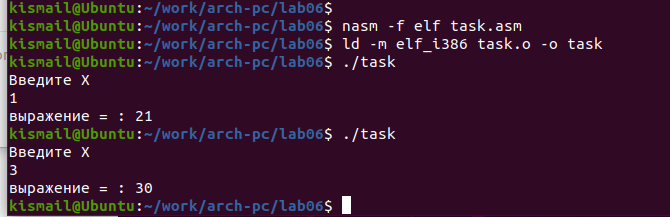 kismail@Ubuntu:~/work/arch-pc/lab06$
kismail@Ubuntu:~/work/arch-pc/lab06$ nasm -f elf task.asm
kismail@Ubuntu:~/work/arch-pc/lab06$ ld -m elf_i386 task.o -o task
kismail@Ubuntu:~/work/arch-pc/lab06$ ./task
Введите X
1
выражение = : 21
kismail@Ubuntu:~/work/arch-pc/lab06$ ./task
Введите X
3
выражение = : 30
kismail@Ubuntu:~/work/arch-pc/lab06$